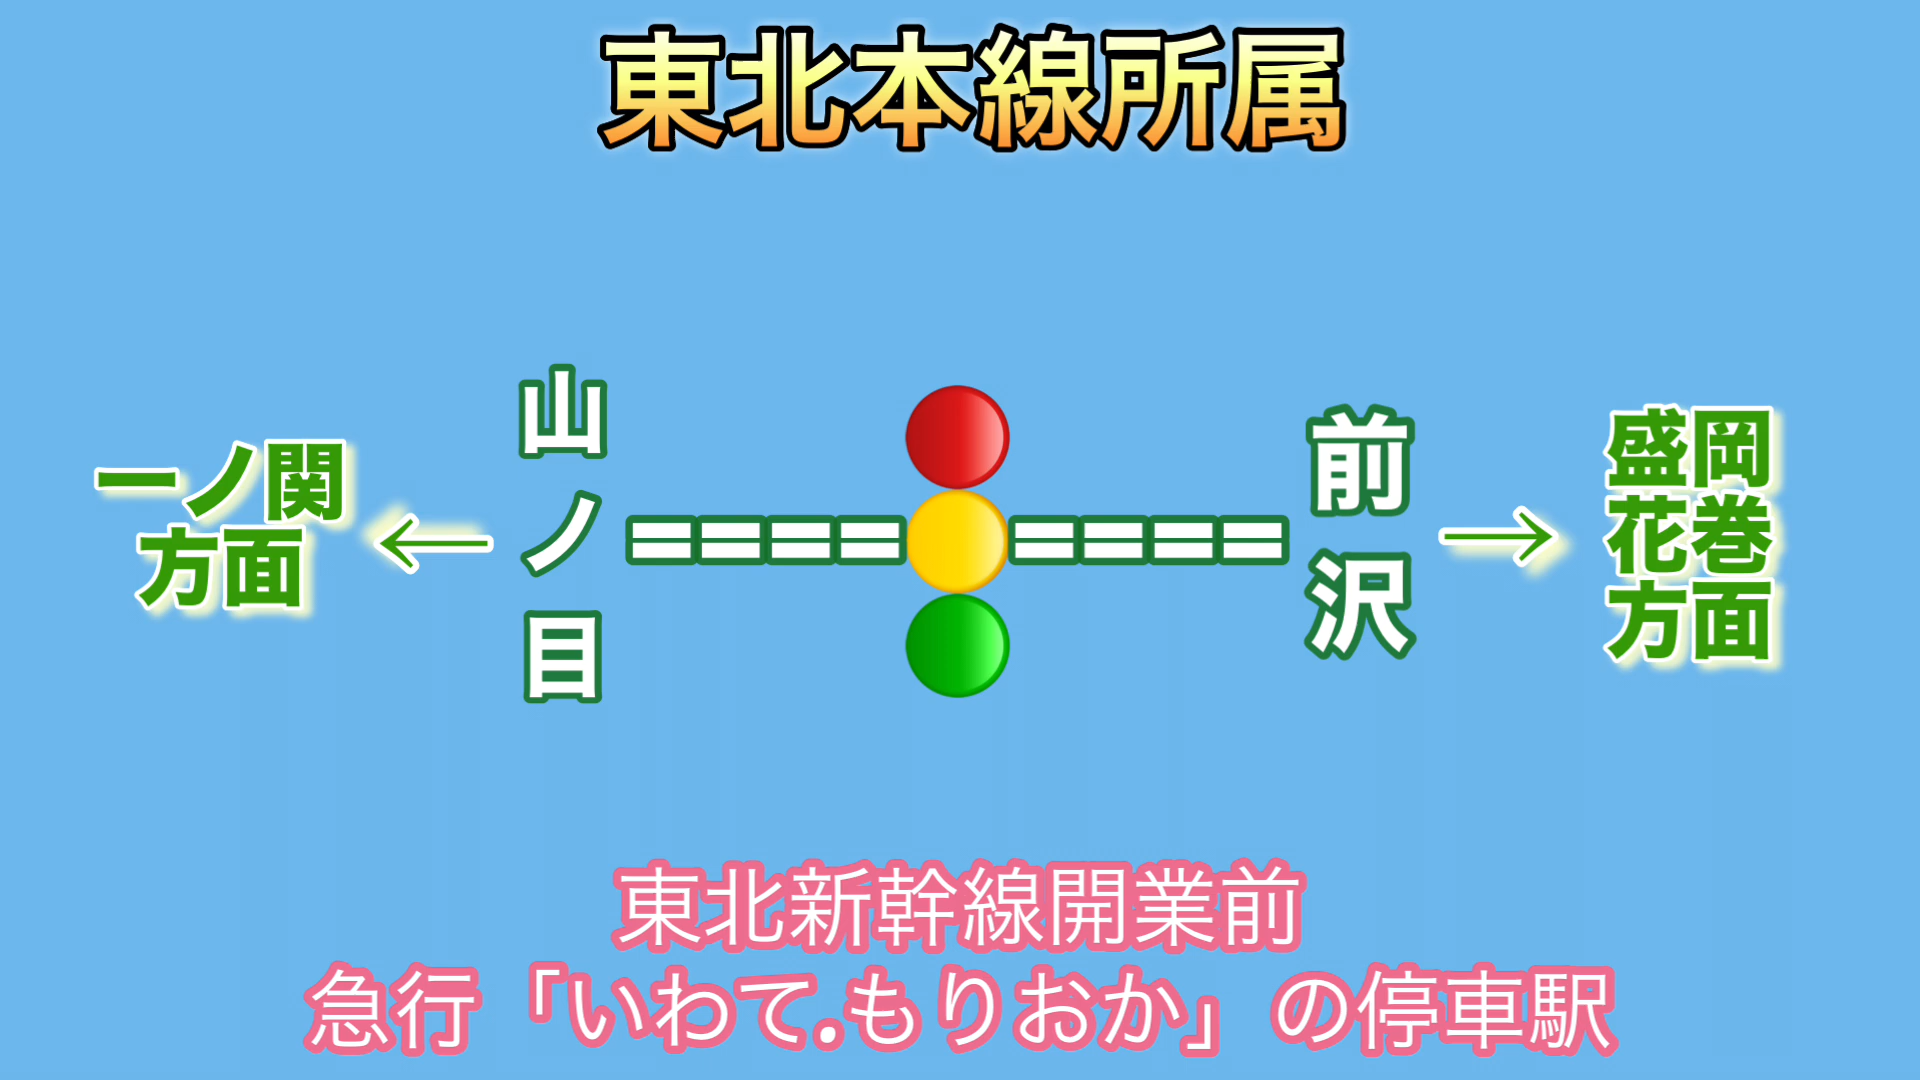 東北本線所属
一ノ関
方面
←
山ノ目
前沢
→
盛岡
花巻
方面
東北新幹線開業前
急行「いわて.もりおか」の停車駅